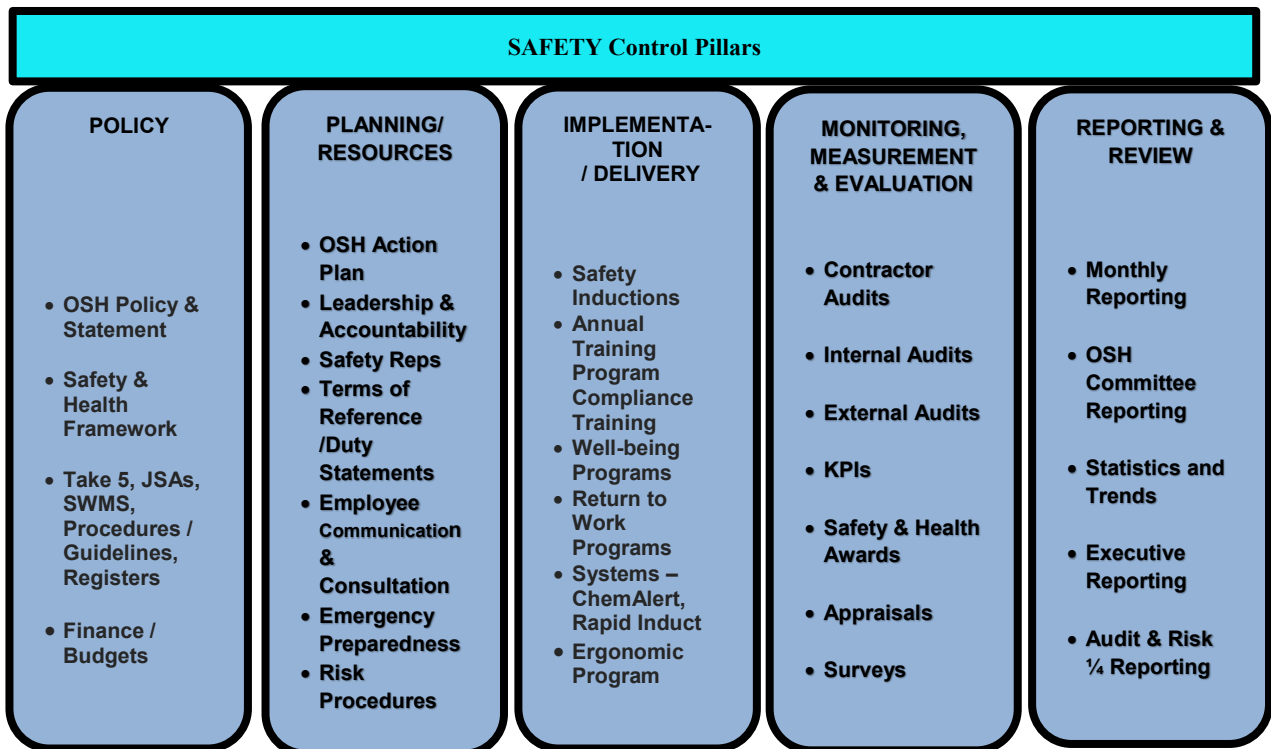 SAFETY Control Pillars
POLICY
• OSH Policy &
Statement
• Safety &
Health
Framework
• Take 5, JSAs,
SWMS,
Procedures /
Guidelines,
Registers
• Finance /
Budgets
PLANNING/
RESOURCES
• OSH Action
Plan
• Leadership &
Accountability
• Safety Reps
• Terms of
Reference
/Duty
Statements
• Employee
Communication
&
Consultation
• Emergency
Preparedness
• Risk
Procedures
IMPLEMENTA-
TION
/ DELIVERY
• Safety
Inductions
• Annual
Training
Program
Compliance
Training
• Well-being
Programs
• Return to
Work
Programs
• Systems –
ChemAlert,
Rapid Induct
• Ergonomic
Program
MONITORING,
MEASUREMENT
& EVALUATION
• Contractor
Audits
• Internal Audits
• External Audits
• KPIs
• Safety & Health
Awards
• Appraisals
• Surveys
REPORTING &
REVIEW
• Monthly
Reporting
• OSH
Committee
Reporting
• Statistics and
Trends
• Executive
Reporting
• Audit & Risk
¼ Reporting